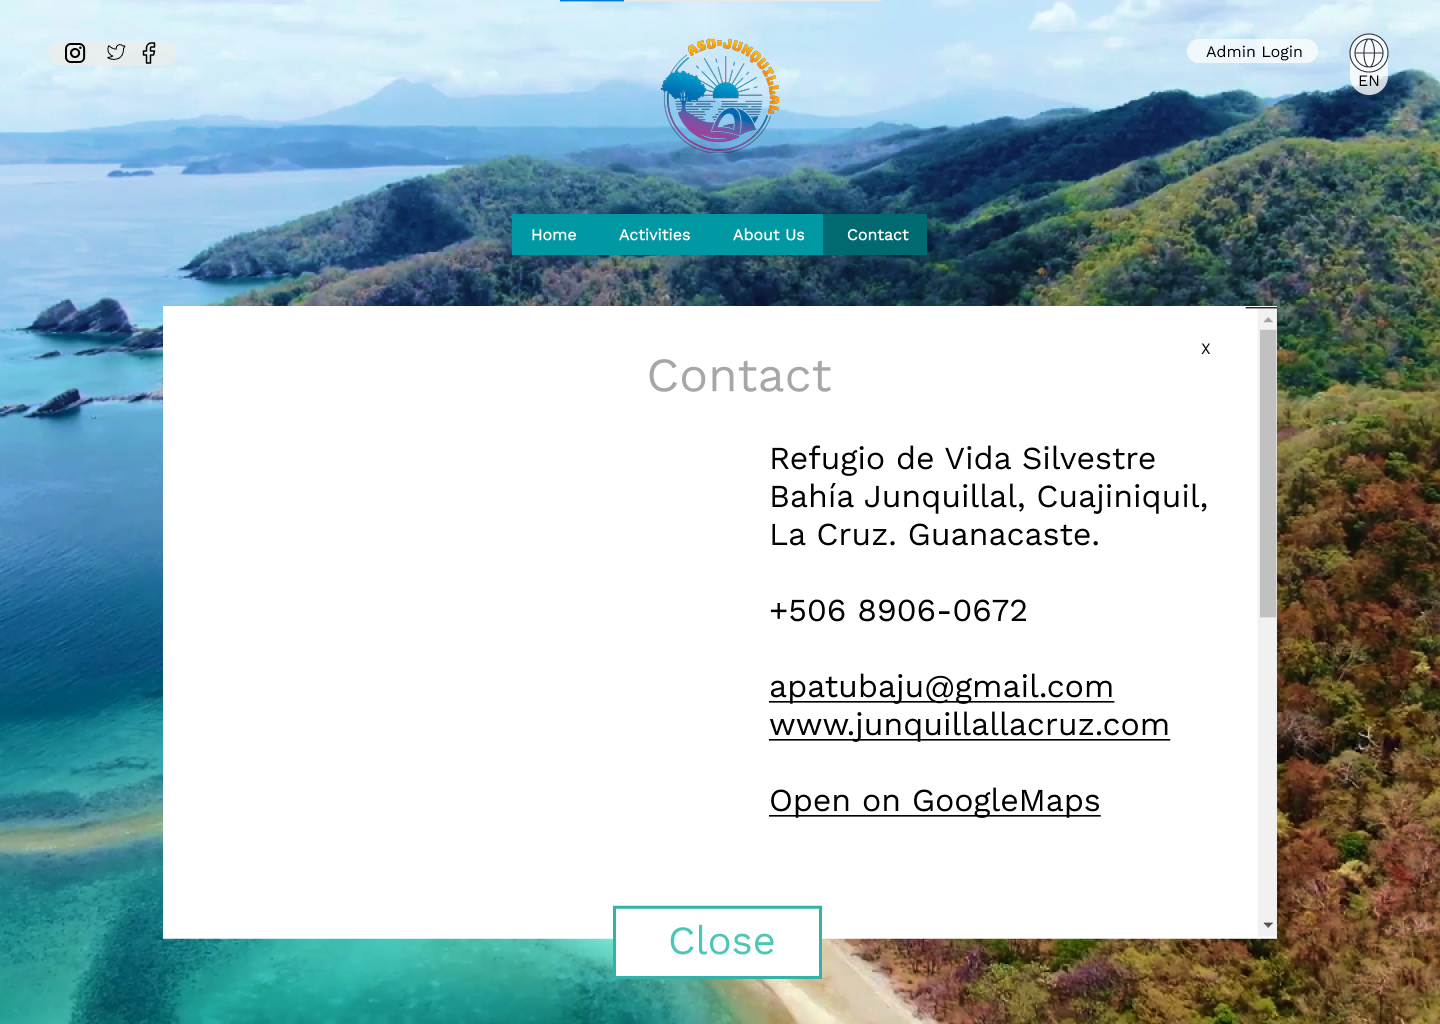 ASO-JUNQUILLAL
Admin Login
EN
Home
Activities
About Us
Contact
X
Contact
Refugio de Vida Silvestre
Bahía Junquillal, Cuajiniquil,
La Cruz. Guanacaste.
+506 8906-0672
apatubaju@gmail.com
www.junquillallacruz.com
Open on GoogleMaps
Close